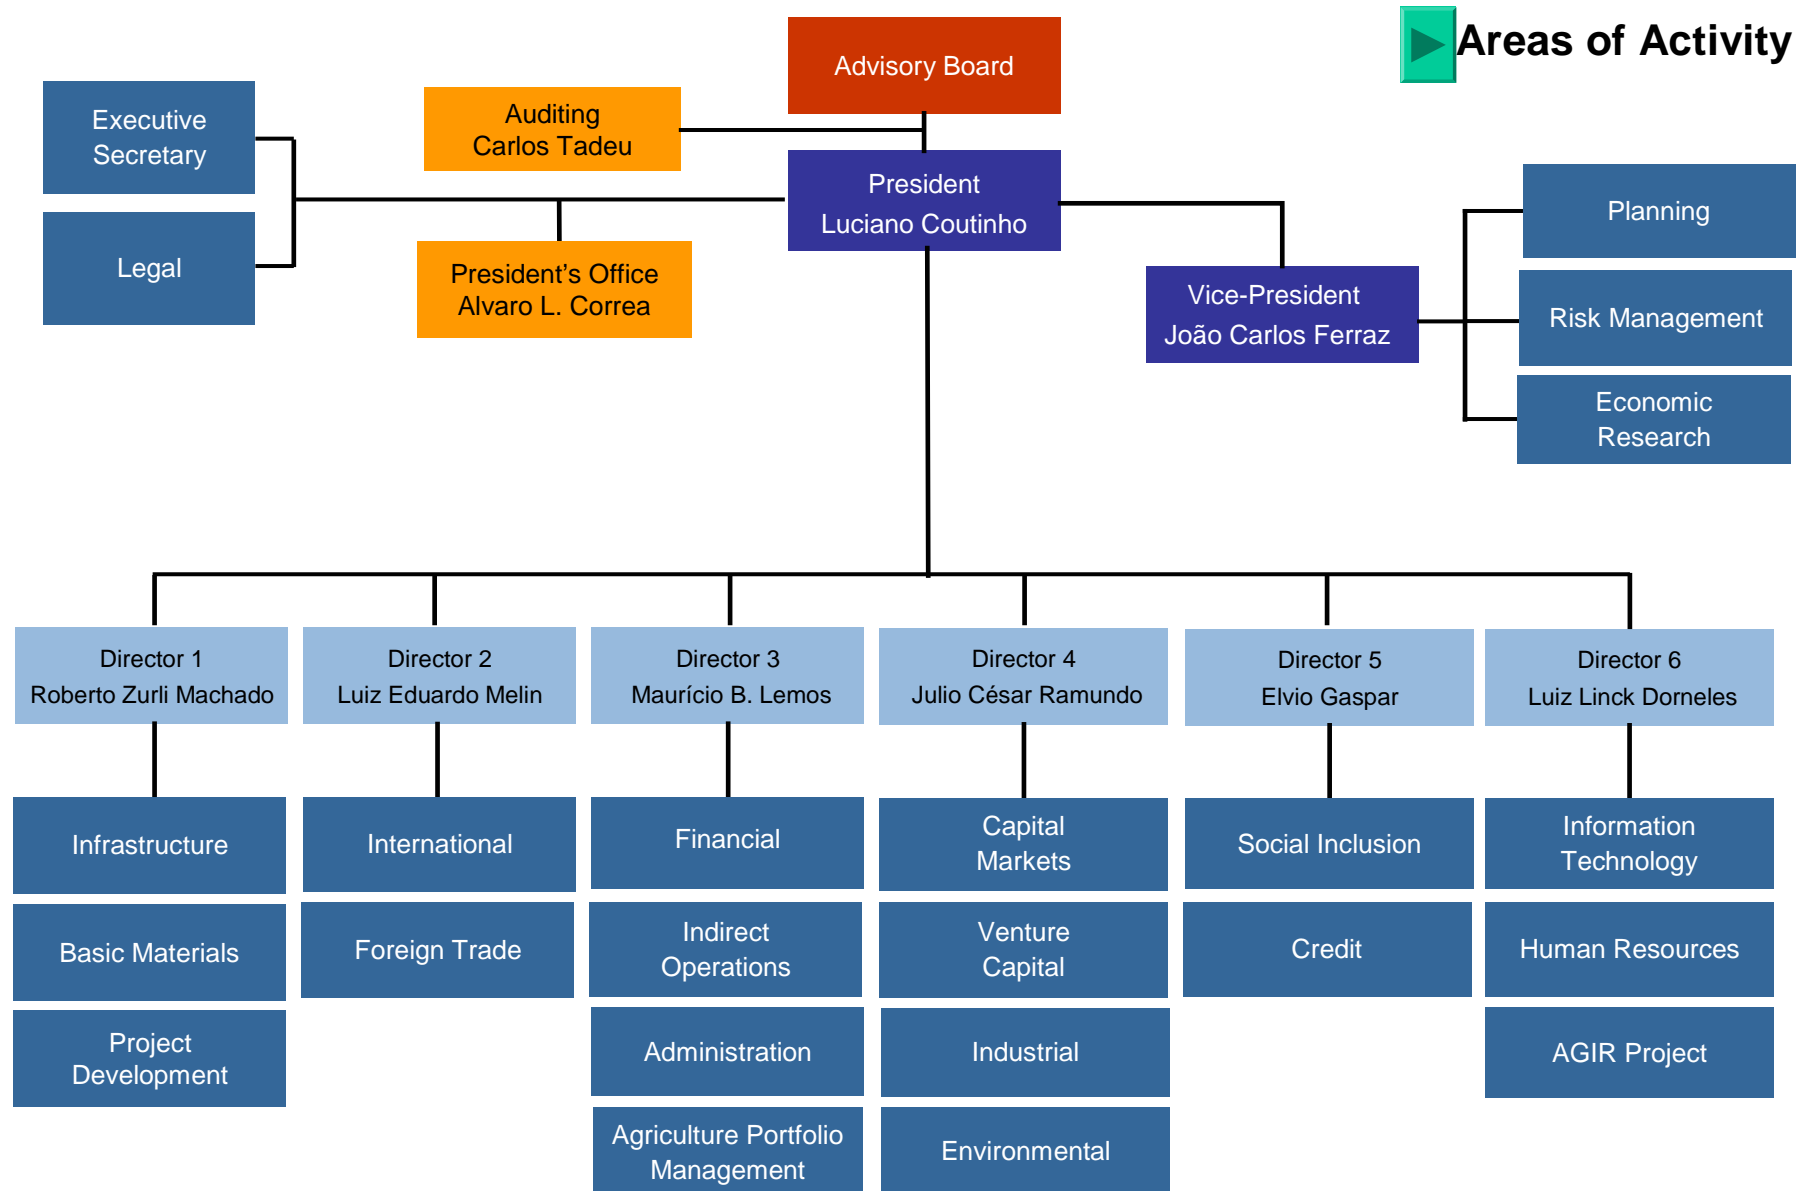 Areas of Activity
Advisory Board
Executive
Secretary
Auditing
Carlos Tadeu
President
Luciano Coutinho
Planning
Legal
President’s Office
Alvaro L. Correa
Vice-President
João Carlos Ferraz
Risk Management
Economic
Research
Director 1
Roberto Zurli Machado
Director 2
Luiz Eduardo Melin
Director 3
Maurício B. Lemos
Director 4
Julio César Ramundo
Director 5
Elvio Gaspar
Director 6
Luiz Linck Dorneles
Infrastructure
International
Financial
Capital
Markets
Social Inclusion
Information
Technology
Basic Materials
Foreign Trade
Indirect
Operations
Venture
Capital
Credit
Human Resources
Project
Development
Administration
Industrial
AGIR Project
Agriculture Portfolio
Management
Environmental